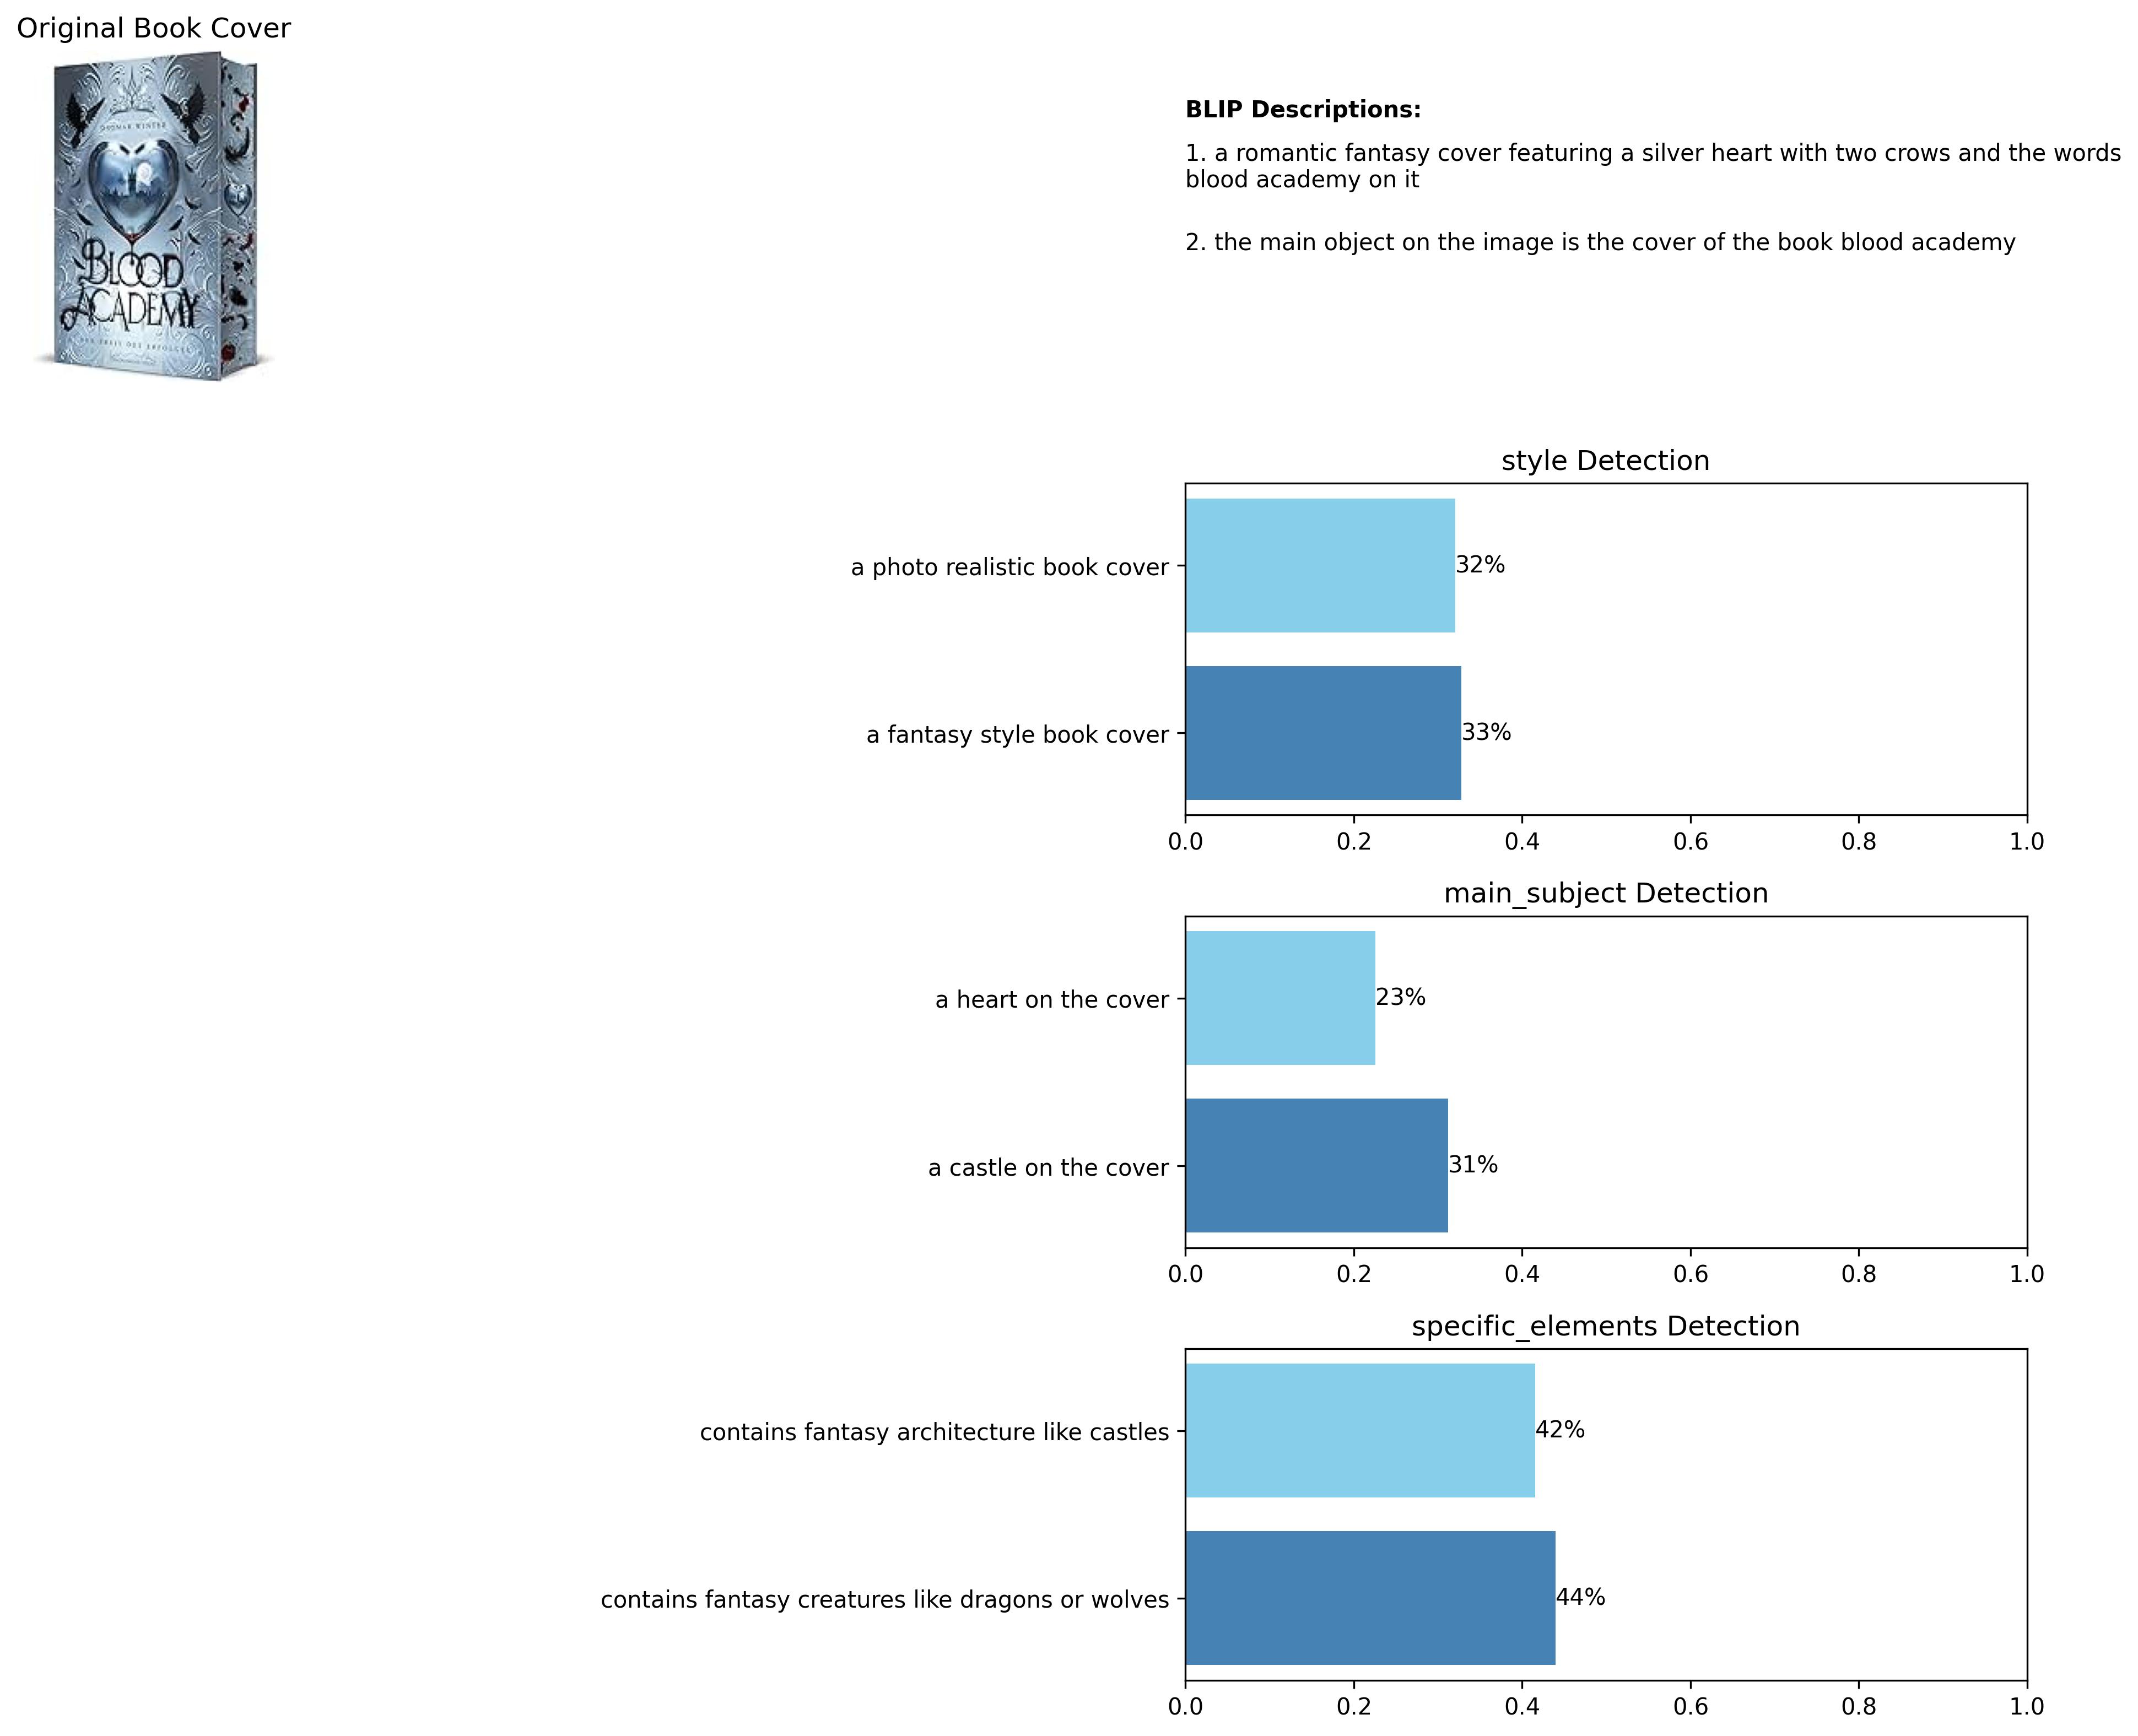 Original Book Cover
BLOOD
ACADEMY
BLIP Descriptions:
1. a romantic fantasy cover featuring a silver heart with two crows and the words
blood academy on it
2. the main object on the image is the cover of the book blood academy
style Detection
a photo realistic book cover
32%
a fantasy style book cover
33%
0.0 0.2 0.4 0.6 0.8 1.0
main_subject Detection
a heart on the cover
23%
a castle on the cover
31%
0.0 0.2 0.4 0.6 0.8 1.0
specific_elements Detection
contains fantasy architecture like castles
42%
contains fantasy creatures like dragons or wolves
44%
0.0 0.2 0.4 0.6 0.8 1.0